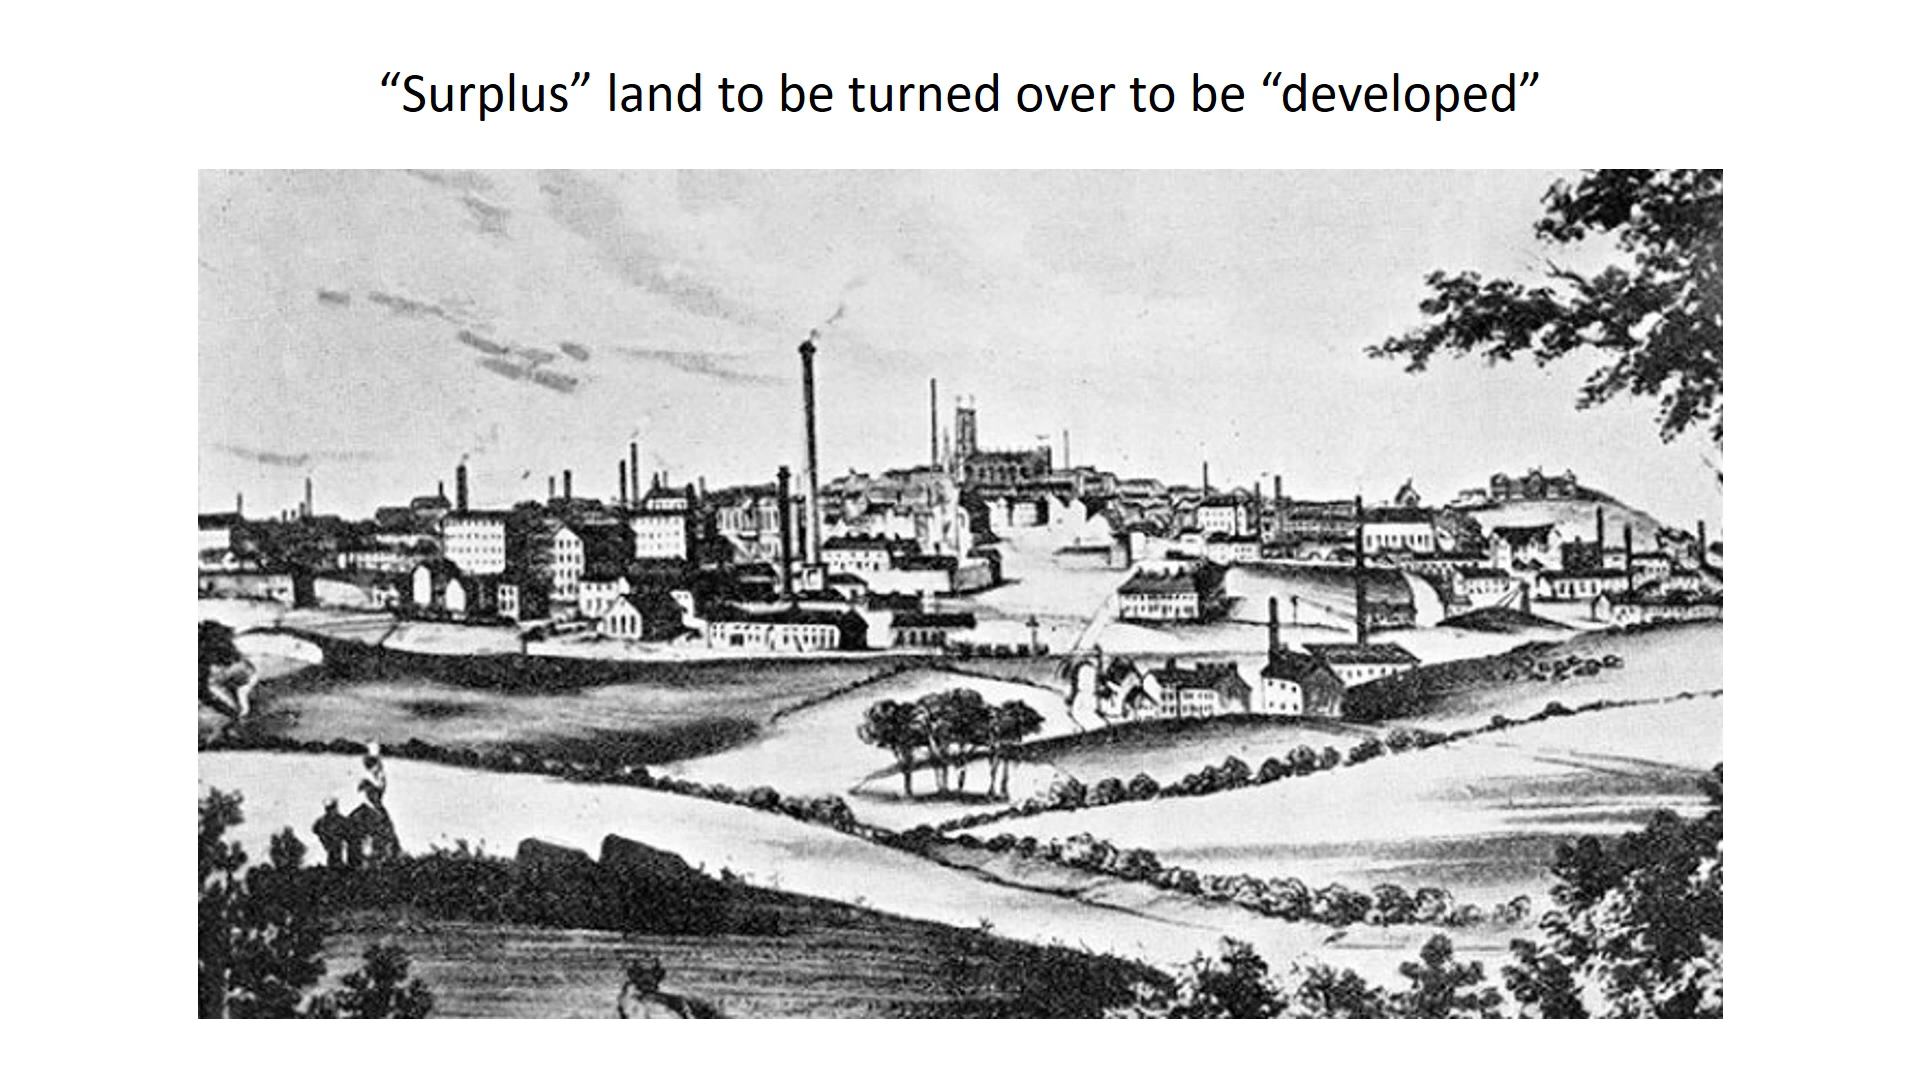 “Surplus” land to be turned over to be “developed”